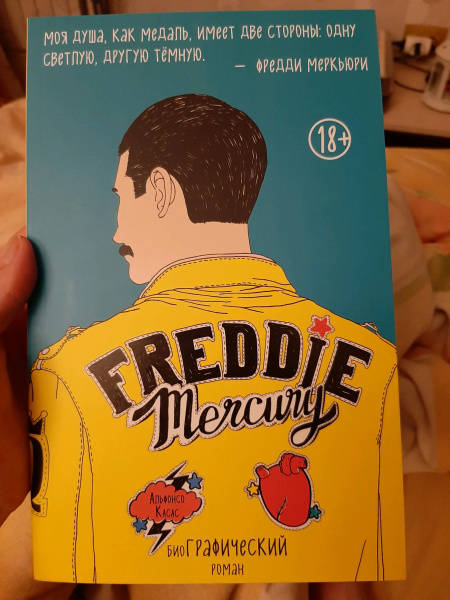 Моя душа, как медаль, имеет две стороны: одну
светлую, другую тёмную.
— Фредди Меркьюри
18+
FREDDIE
Mercury
Альфонсо
Касас
биоГРАФИЧЕСКИЙ
роман